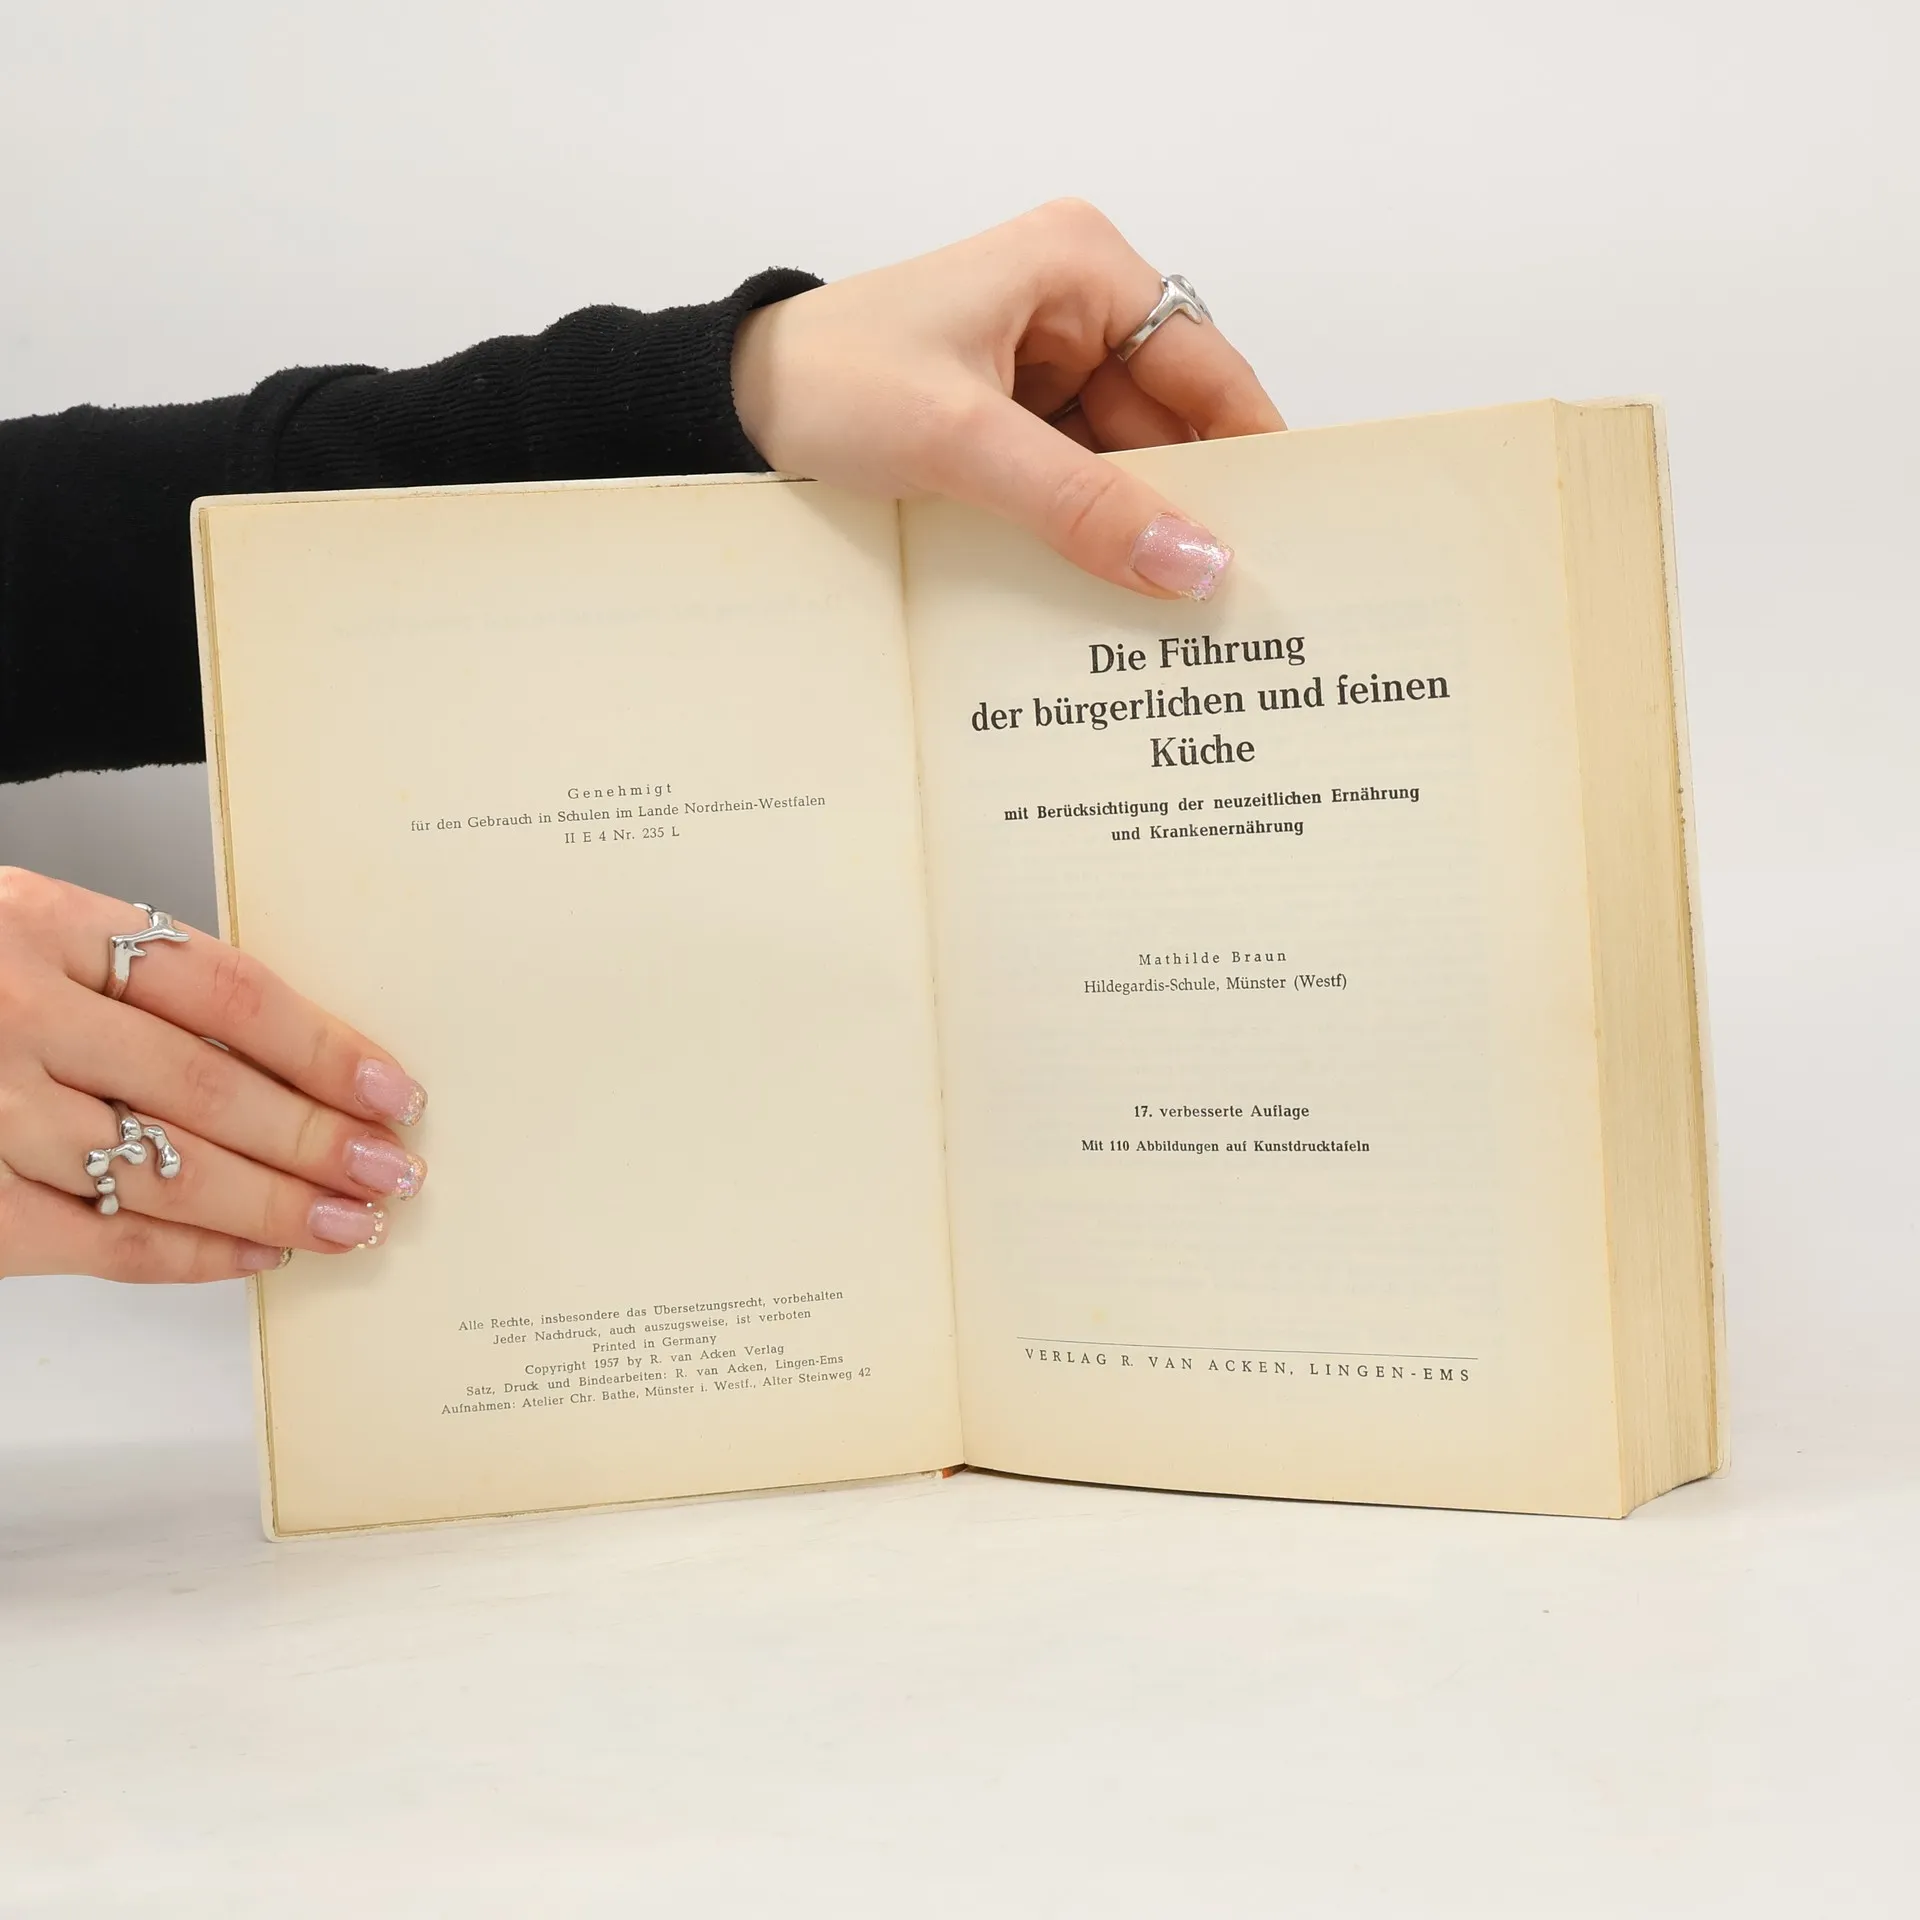 Genehmigt
für den Gebrauch in Schulen im Lande Nordrhein-Westfalen
II E 4 Nr. 235 L
Alle Rechte, insbesondere das Übersetzungsrecht, vorbehalten
Jeder Nachdruck, auch auszugsweise, ist verboten
Printed in Germany
Copyright 1957 by R. van Acken Verlag
Satz, Druck und Bindearbeiten: R. van Acken, Lingen-Ems
Aufnahmen: Atelier Chr. Bathe, Münster i. Westf., Alter Steinweg 42
Die Führung
der bürgerlichen und feinen
Küche
mit Berücksichtigung der neuzeitlichen Ernährung
und Krankenernährung
Mathilde Braun
Hildegardis-Schule, Münster (Westf)
17. verbesserte Auflage
Mit 110 Abbildungen auf Kunstdrucktafeln
VERLAG R. VAN ACKEN, LINGEN-EMS